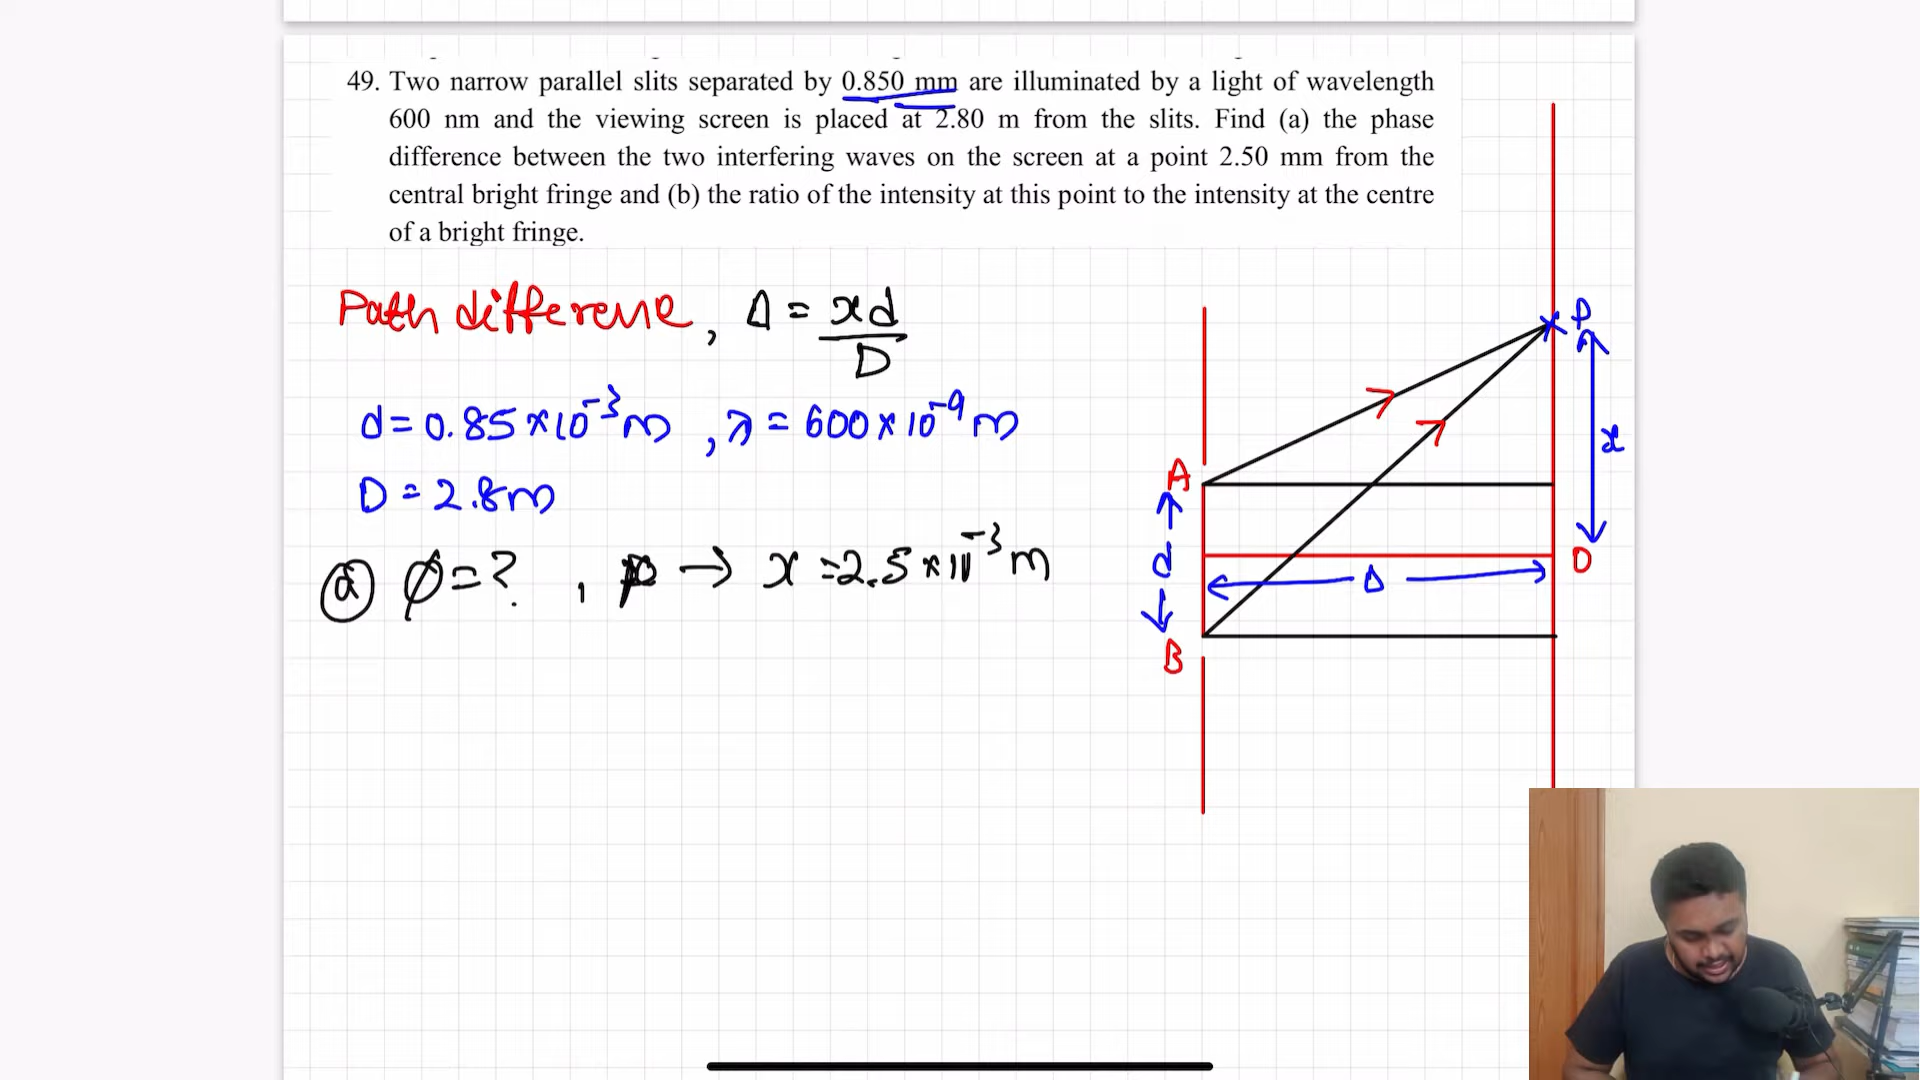 49. Two narrow parallel slits separated by 0.850 mm are illuminated by a light of wavelength
600 nm and the viewing screen is placed at 2.80 m from the slits. Find (a) the phase
difference between the two interfering waves on the screen at a point 2.50 mm from the
central bright fringe and (b) the ratio of the intensity at this point to the intensity at the centre
of a bright fringe.
Path difference, Δ = xd/D
d = 0.85 × 10⁻³ m, λ = 600 × 10⁻⁹ m
D = 2.8 m
(a) φ = ?, P → x = 2.5 × 10⁻³ m
P
x
A
d
D
O
B